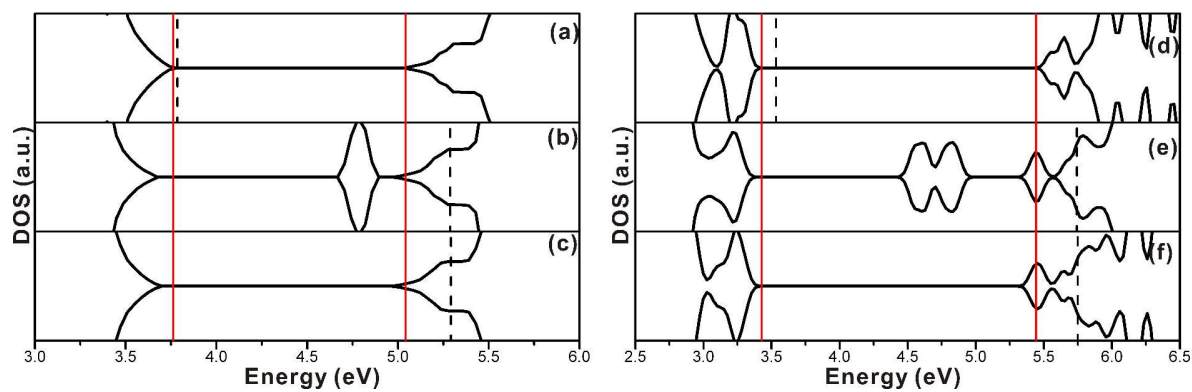 (a)
(b)
(c)
DOS (a.u.)
3.0 3.5 4.0 4.5 5.0 5.5 6.0
Energy (eV)
(d)
(e)
(f)
DOS (a.u.)
2.5 3.0 3.5 4.0 4.5 5.0 5.5 6.0 6.5
Energy (eV)